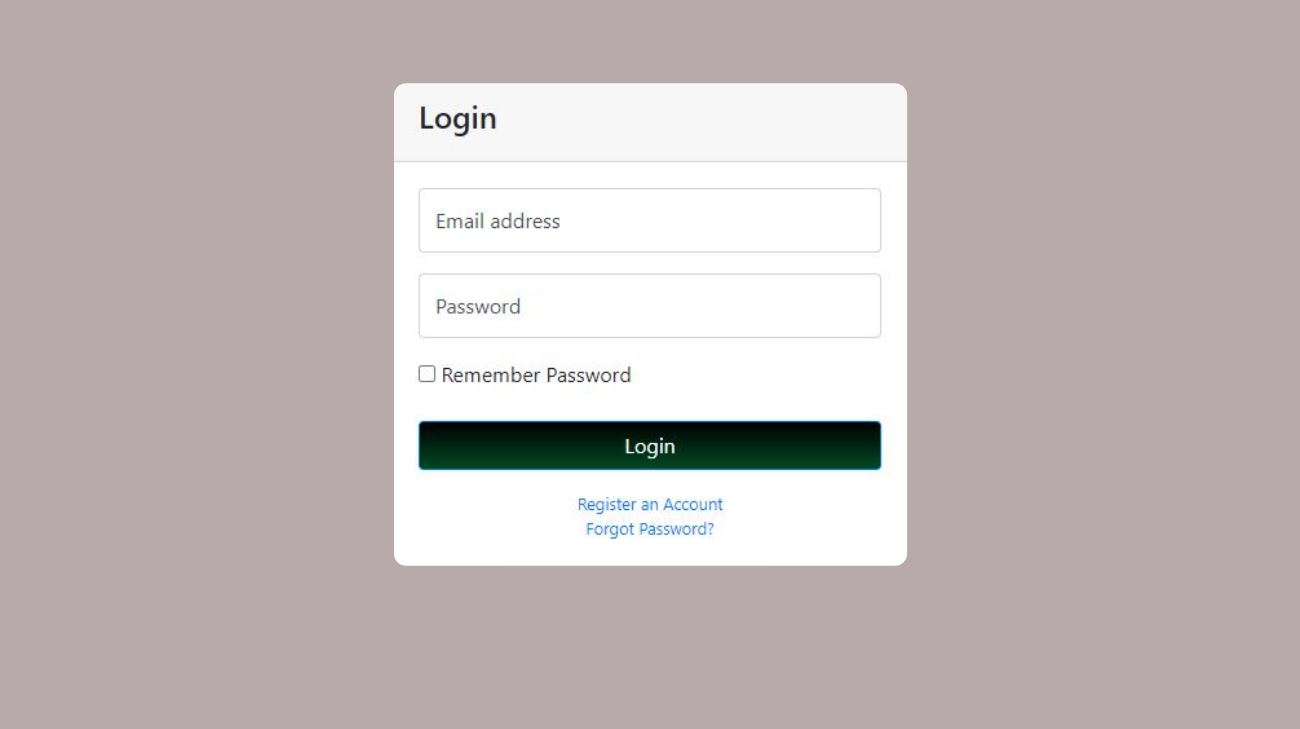 Login
Email address
Password
Remember Password
Login
Register an Account
Forgot Password?